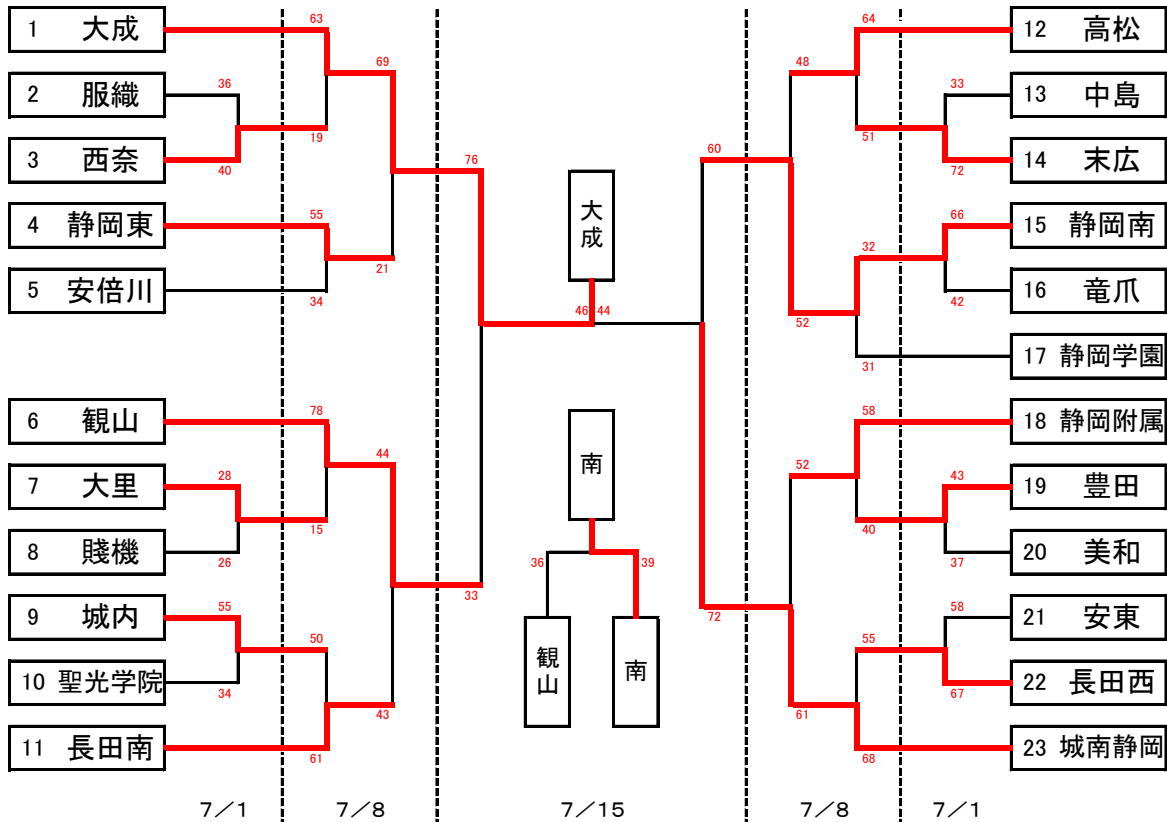 1 大成
2 服織
3 西奈
4 静岡東
5 安倍川
6 観山
7 大里
8 賤機
9 城内
10 聖光学院
11 長田南
63
36
40
19
69
55
34
21
76
78
28
26
15
44
55
34
50
61
43
33
大成
46 44
南
36 39
観山
南
60
72
48
52
52
61
64
51
33
72
32
31
66
42
58
40
43
37
55
68
58
67
12 高松
13 中島
14 末広
15 静岡南
16 竜爪
17 静岡学園
18 静岡附属
19 豊田
20 美和
21 安東
22 長田西
23 城南静岡
7/1 7/8 7/15 7/8 7/1